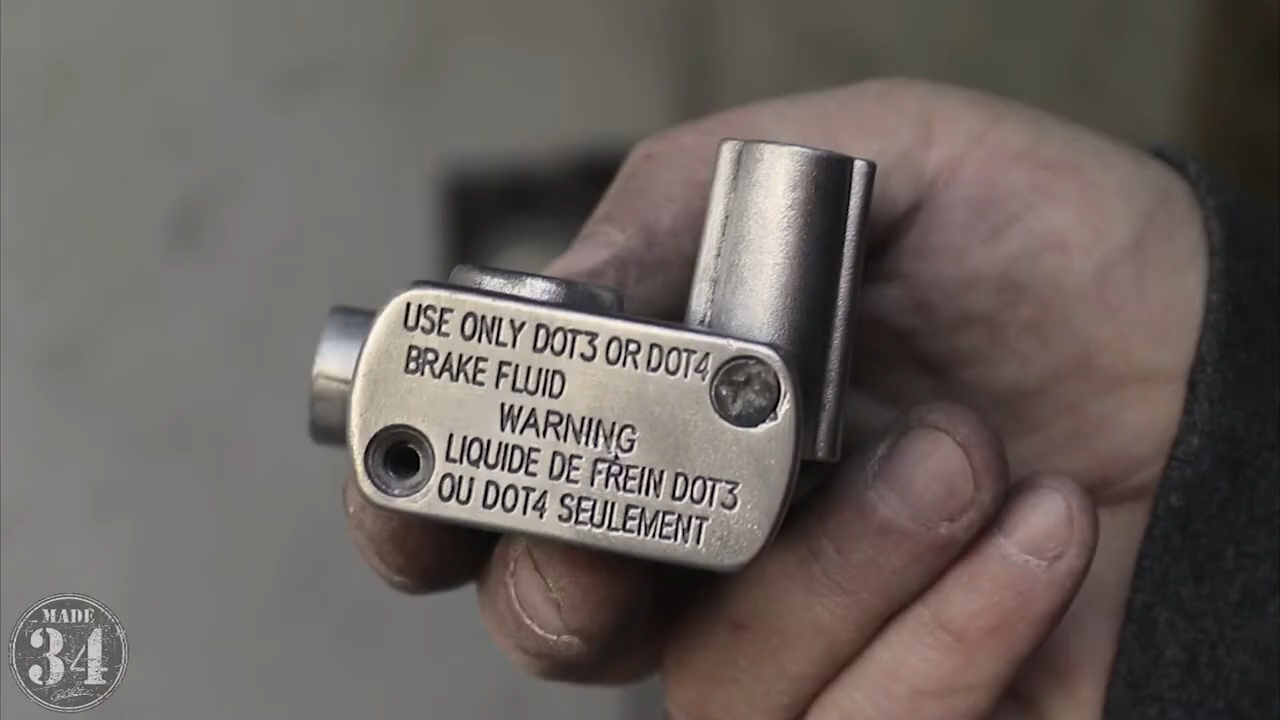 USE ONLY DOT3 OR DOT4
BRAKE FLUID
WARNING
LIQUIDE DE FREIN DOT3
OU DOT4 SEULEMENT
MADE
34